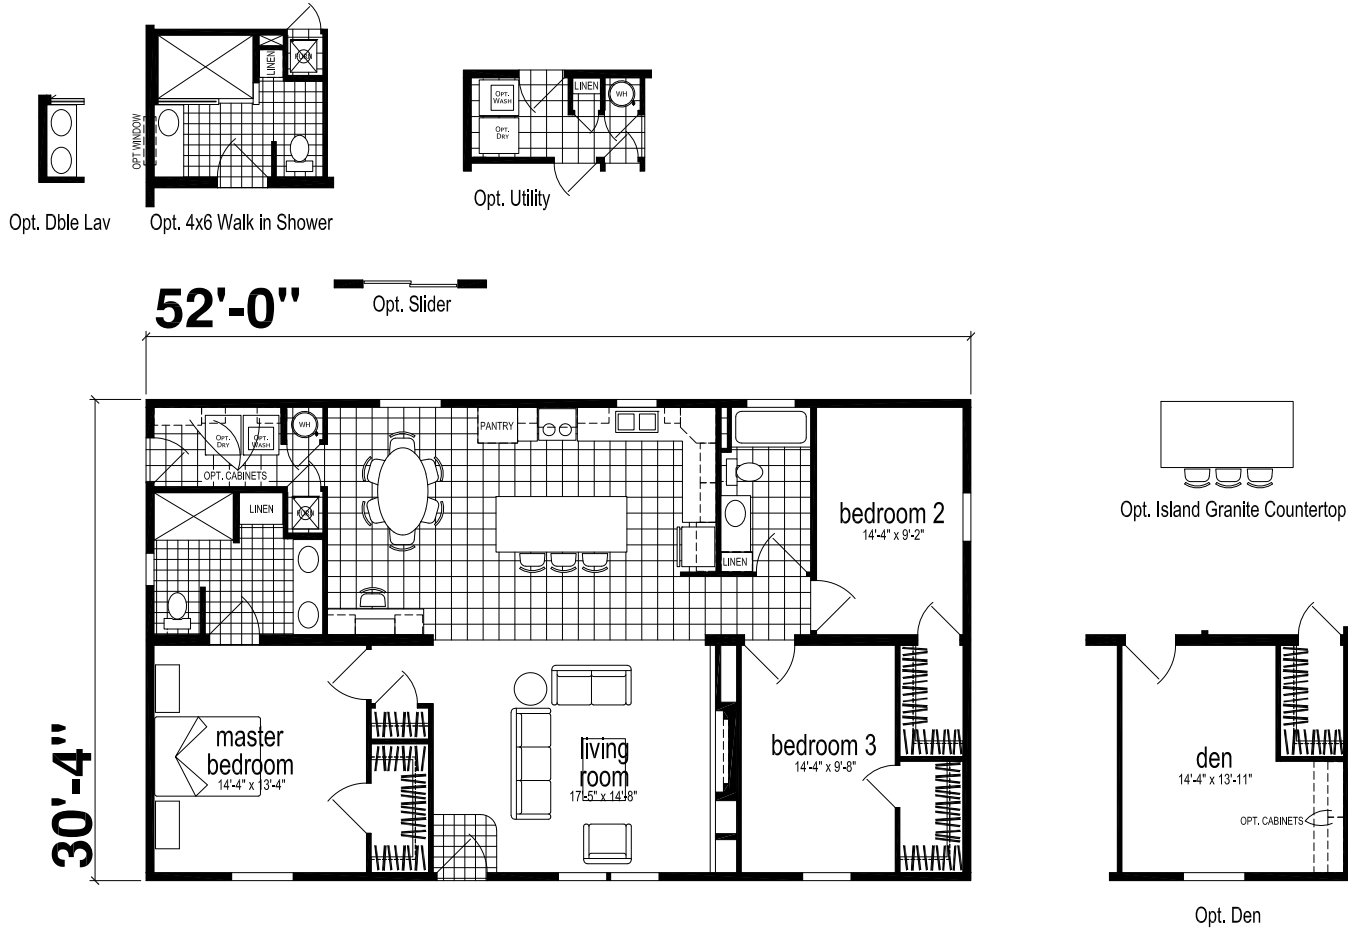 FURN
LINEN
OPT WINDOW
Opt. Dble Lav
Opt. 4x6 Walk in Shower
OPT.
WASH
OPT.
DRY
LINEN
WH
Opt. Utility
52'-0"
Opt. Slider
30'-4"
OPT.
DRY
OPT.
WASH
WH
OPT. CABINETS
LINEN
FURN
PANTRY
LINEN
bedroom 2
14'-4" x 9'-2"
master
bedroom
14'-4" x 13'-4"
living
room
17'-5" x 14'-8"
bedroom 3
14'-4" x 9'-8"
Opt. Island Granite Countertop
den
14'-4" x 13'-11"
OPT. CABINETS
Opt. Den